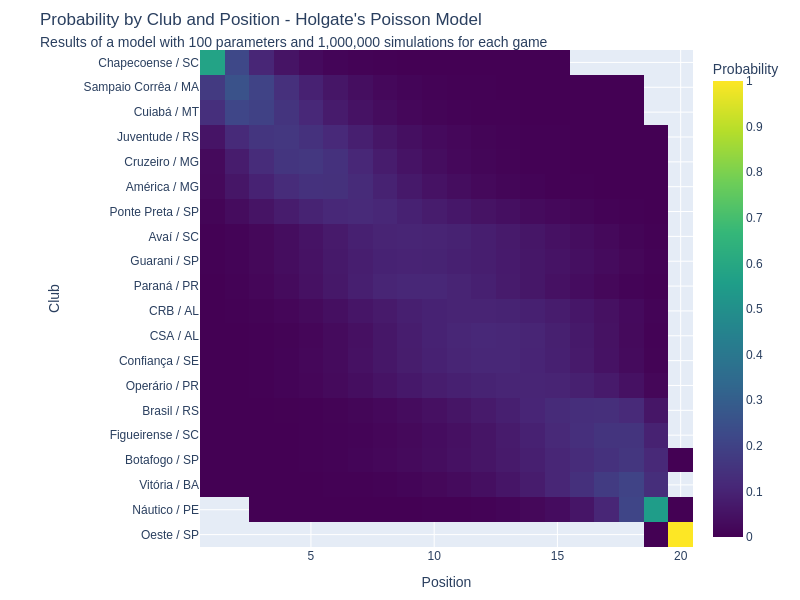 Probability by Club and Position - Holgate's Poisson Model
Results of a model with 100 parameters and 1,000,000 simulations for each game
Probability
Club
Chapecoense / SC
Sampaio Corrêa / MA
Cuiabá / MT
Juventude / RS
Cruzeiro / MG
América / MG
Ponte Preta / SP
Avaí / SC
Guarani / SP
Paraná / PR
CRB / AL
CSA / AL
Confiança / SE
Operário / PR
Brasil / RS
Figueirense / SC
Botafogo / SP
Vitória / BA
Náutico / PE
Oeste / SP
1
0.9
0.8
0.7
0.6
0.5
0.4
0.3
0.2
0.1
0
5 10 15 20
Position